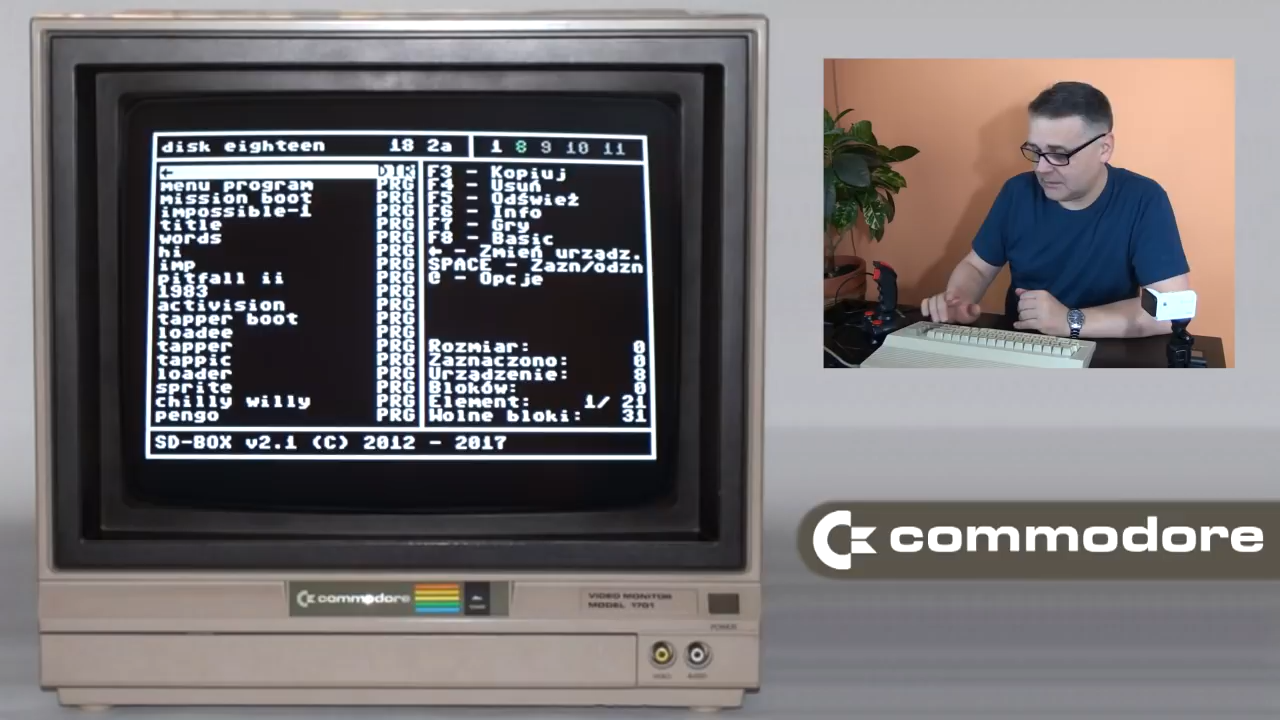 disk eighteen 18 2a
1 8 9 10 11
← DIR
menu program PRG
mission boot PRG
impossible-1 PRG
title PRG
words PRG
hi PRG
imp PRG
pitfall ii PRG
1983 PRG
activision PRG
tapper boot PRG
loadee PRG
tapper PRG
tappic PRG
loader PRG
sprite PRG
chilly willy PRG
pengo PRG
F3 - Kopiuj
F4 - Usuń
F5 - Odśwież
F6 - Info
F7 - Gry
F8 - Basic
← - Zmień urządz.
SPACE - Zazn/odzn
@ - Opcje
Rozmiar: 0
Zaznaczono: 0
Urządzenie: 8
Bloków: 0
Element: 1/ 21
Wolne bloki: 31
SD-BOX v2.1 (C) 2012 - 2017
commodore
VIDEO MONITOR
MODEL 1701
POWER
VIDEO
AUDIO
commodore